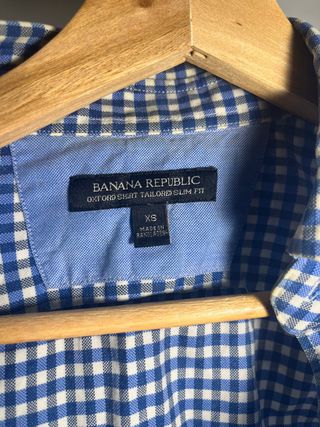 BANANA REPUBLIC
OXFORD SHIRT TAILORED SLIM FIT
XS
MADE IN
BANGLADESH